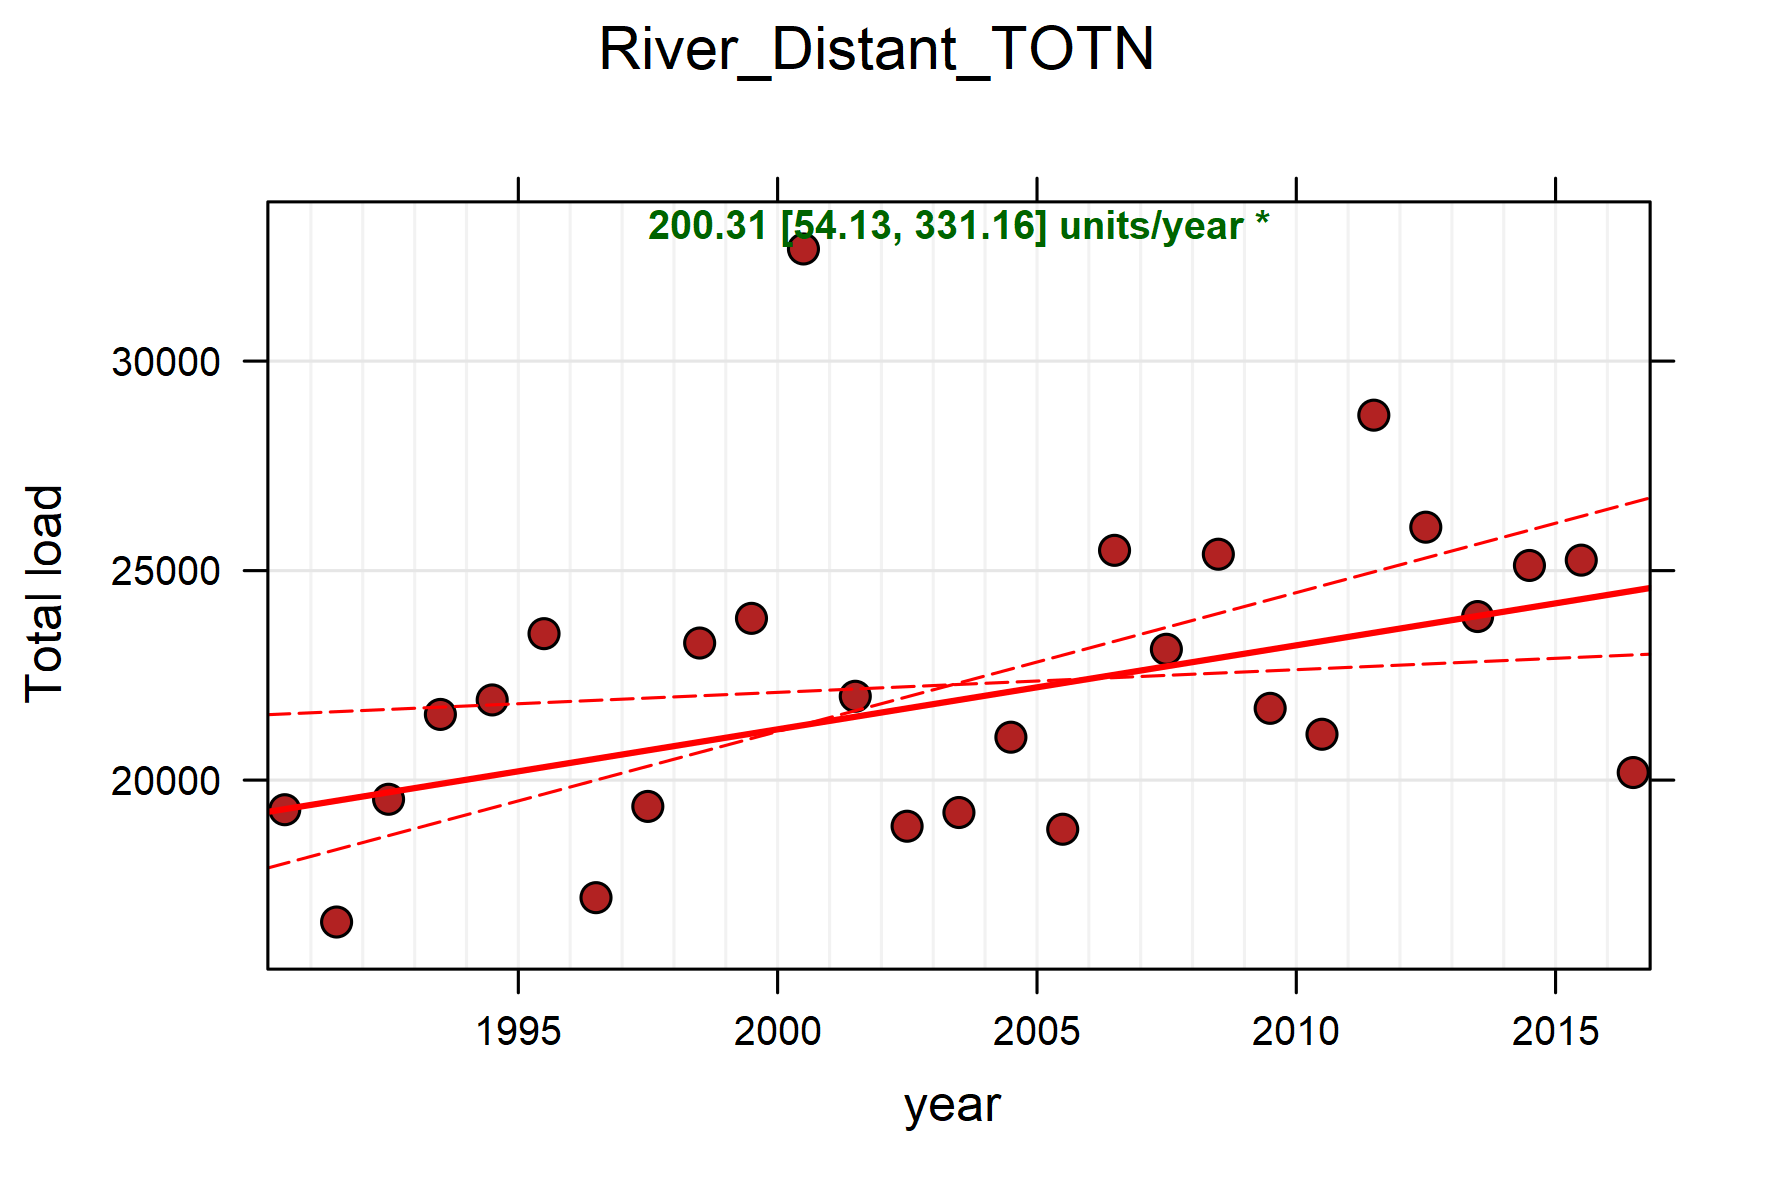 River_Distant_TOTN
200.31 [54.13, 331.16] units/year *
30000
25000
20000
Total load
1995 2000 2005 2010 2015
year